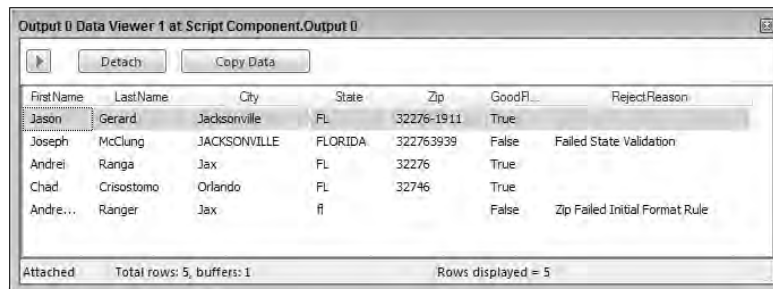 Output 0 Data Viewer 1 at Script Component.Output 0
Detach Copy Data
FirstName LastName City State Zip GoodFl... RejectReason
Jason Gerard Jacksonville FL 32276-1911 True
Joseph McClung JACKSONVILLE FLORIDA 322763939 False Failed State Validation
Andrei Ranga Jax FL 32276 True
Chad Crisostomo Orlando FL 32746 True
Andre... Ranger Jax fl False Zip Failed Initial Format Rule
Attached Total rows: 5, buffers: 1 Rows displayed = 5